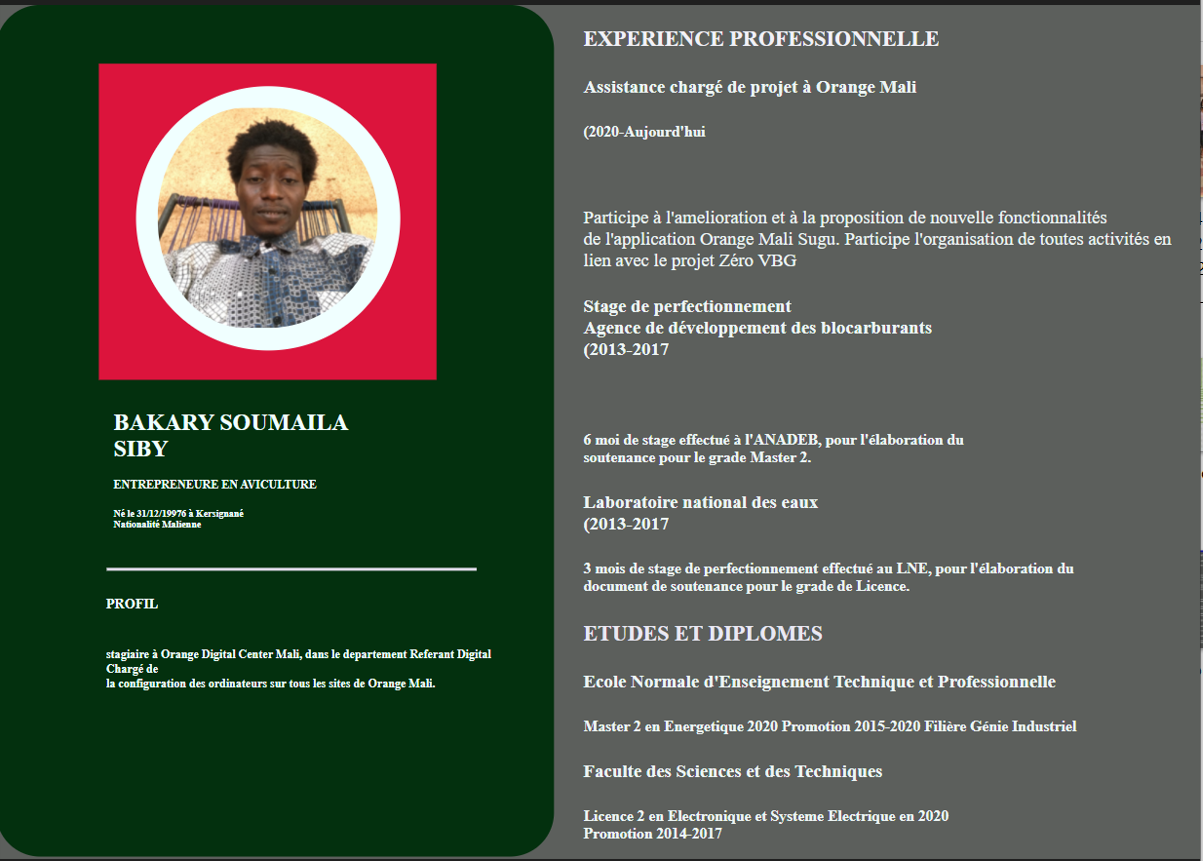 BAKARY SOUMAILA
SIBY
ENTREPRENEURE EN AVICULTURE
Né le 31/12/19976 à Kersignané
Nationalité Malienne
PROFIL
stagiaire à Orange Digital Center Mali, dans le departement Referant Digital
Chargé de
la configuration des ordinateurs sur tous les sites de Orange Mali.
EXPERIENCE PROFESSIONNELLE
Assistance chargé de projet à Orange Mali
(2020-Aujourd'hui
Participe à l'amelioration et à la proposition de nouvelle fonctionnalités
de l'application Orange Mali Sugu. Participe l'organisation de toutes activités en
lien avec le projet Zéro VBG
Stage de perfectionnement
Agence de développement des blocarburants
(2013-2017
6 moi de stage effectué à l'ANADEB, pour l'élaboration du
soutenance pour le grade Master 2.
Laboratoire national des eaux
(2013-2017
3 mois de stage de perfectionnement effectué au LNE, pour l'élaboration du
document de soutenance pour le grade de Licence.
ETUDES ET DIPLOMES
Ecole Normale d'Enseignement Technique et Professionnelle
Master 2 en Energetique 2020 Promotion 2015-2020 Filière Génie Industriel
Faculte des Sciences et des Techniques
Licence 2 en Electronique et Systeme Electrique en 2020
Promotion 2014-2017